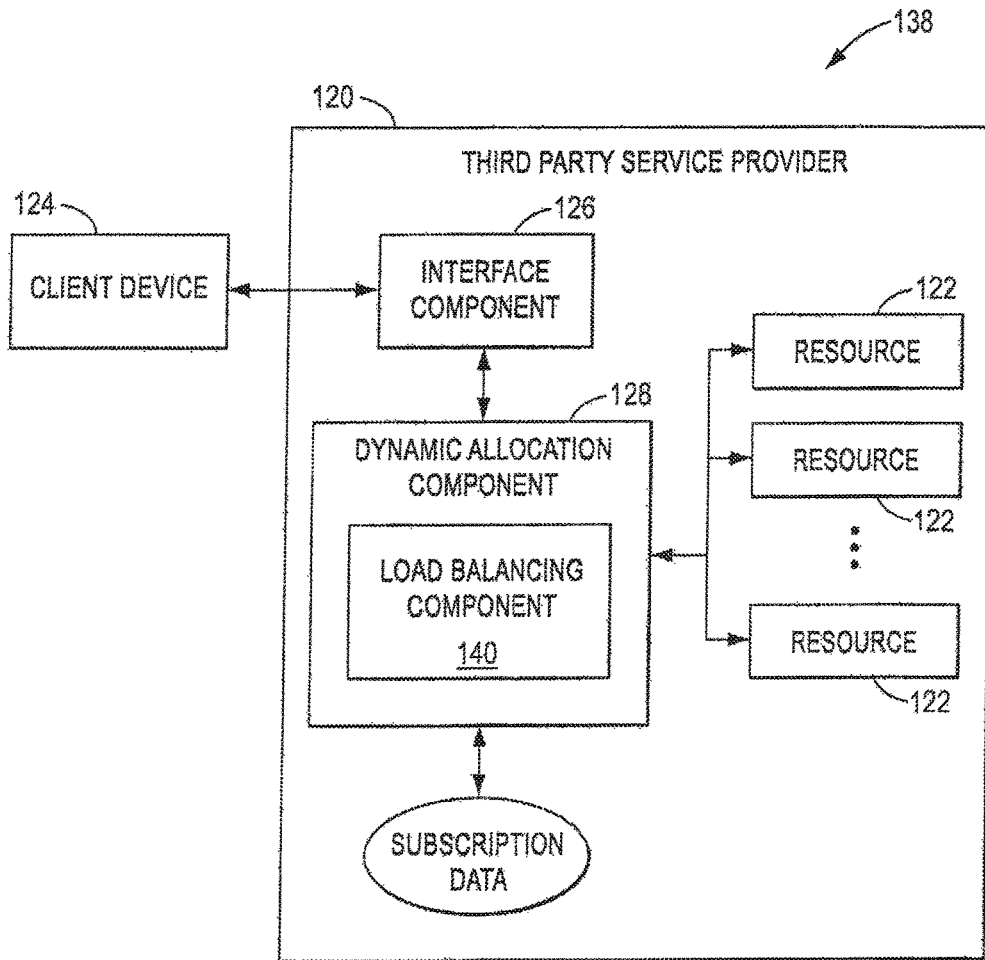 138
120
THIRD PARTY SERVICE PROVIDER
124
CLIENT DEVICE
126
INTERFACE
COMPONENT
122
RESOURCE
128
DYNAMIC ALLOCATION
COMPONENT
RESOURCE
122
LOAD BALANCING
COMPONENT
140
RESOURCE
122
SUBSCRIPTION
DATA